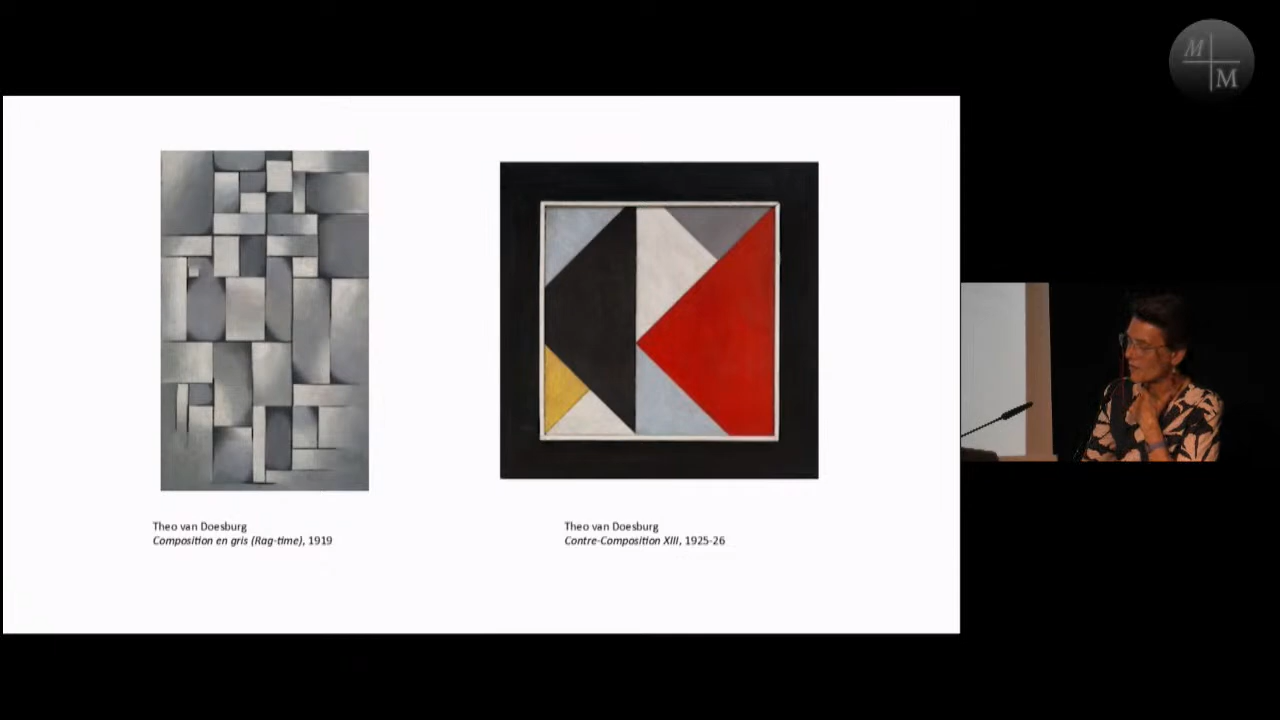 M
M
Theo van Doesburg
Composition en gris (Rag-time), 1919
Theo van Doesburg
Contre-Composition XIII, 1925-26